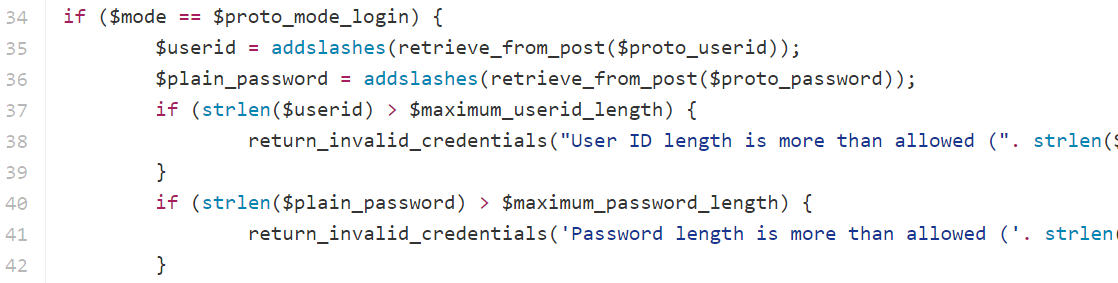 34 if ($mode == $proto_mode_login) {
35 $userid = addslashes(retrieve_from_post($proto_userid));
36 $plain_password = addslashes(retrieve_from_post($proto_password));
37 if (strlen($userid) > $maximum_userid_length) {
38 return_invalid_credentials("User ID length is more than allowed (". strlen($
39 }
40 if (strlen($plain_password) > $maximum_password_length) {
41 return_invalid_credentials('Password length is more than allowed ('. strlen(
42 }